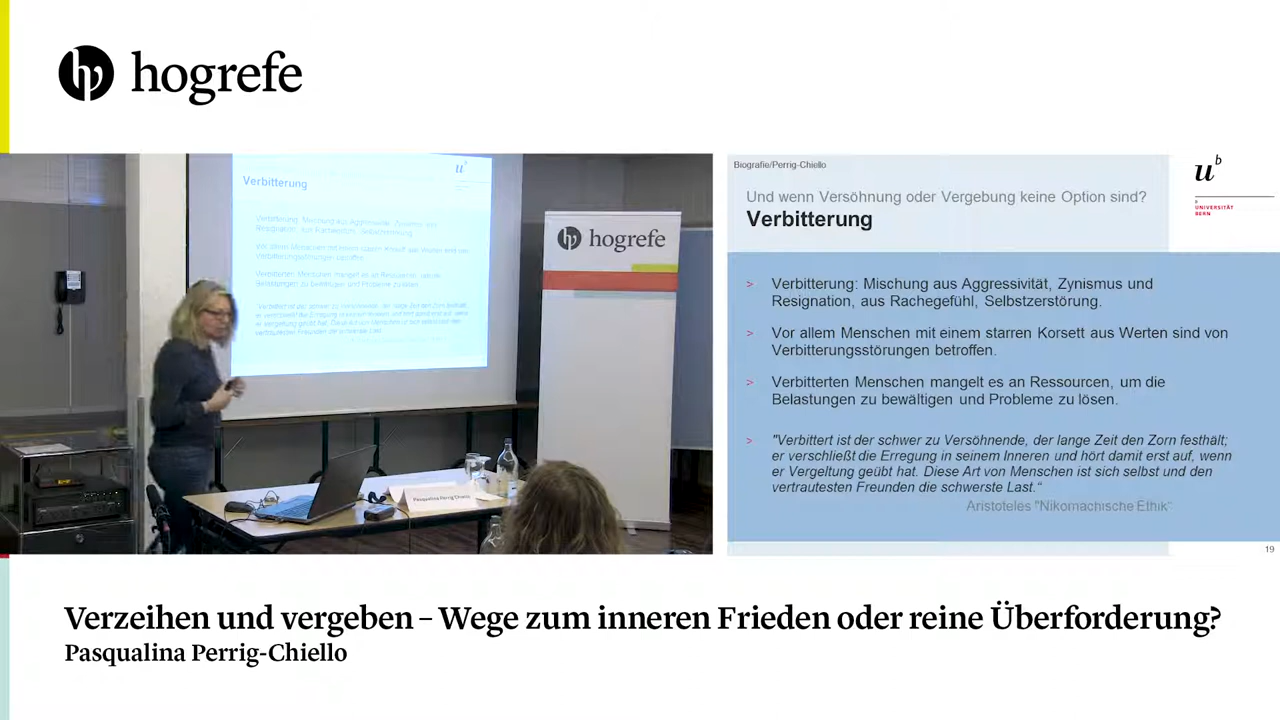 hogrefe
Verbitterung
u^b
hogrefe
Pasqualina Perrig-Chiello
Biografie/Perrig-Chiello
Und wenn Versöhnung oder Vergebung keine Option sind?
Verbitterung
u^b
b
UNIVERSITÄT
BERN
> Verbitterung: Mischung aus Aggressivität, Zynismus und
Resignation, aus Rachegefühl, Selbstzerstörung.
> Vor allem Menschen mit einem starren Korsett aus Werten sind von
Verbitterungsstörungen betroffen.
> Verbitterten Menschen mangelt es an Ressourcen, um die
Belastungen zu bewältigen und Probleme zu lösen.
> "Verbittert ist der schwer zu Versöhnende, der lange Zeit den Zorn festhält;
er verschließt die Erregung in seinem Inneren und hört damit erst auf, wenn
er Vergeltung geübt hat. Diese Art von Menschen ist sich selbst und den
vertrautesten Freunden die schwerste Last.“
Aristoteles "Nikomachische Ethik"
19
Verzeihen und vergeben – Wege zum inneren Frieden oder reine Überforderung?
Pasqualina Perrig-Chiello